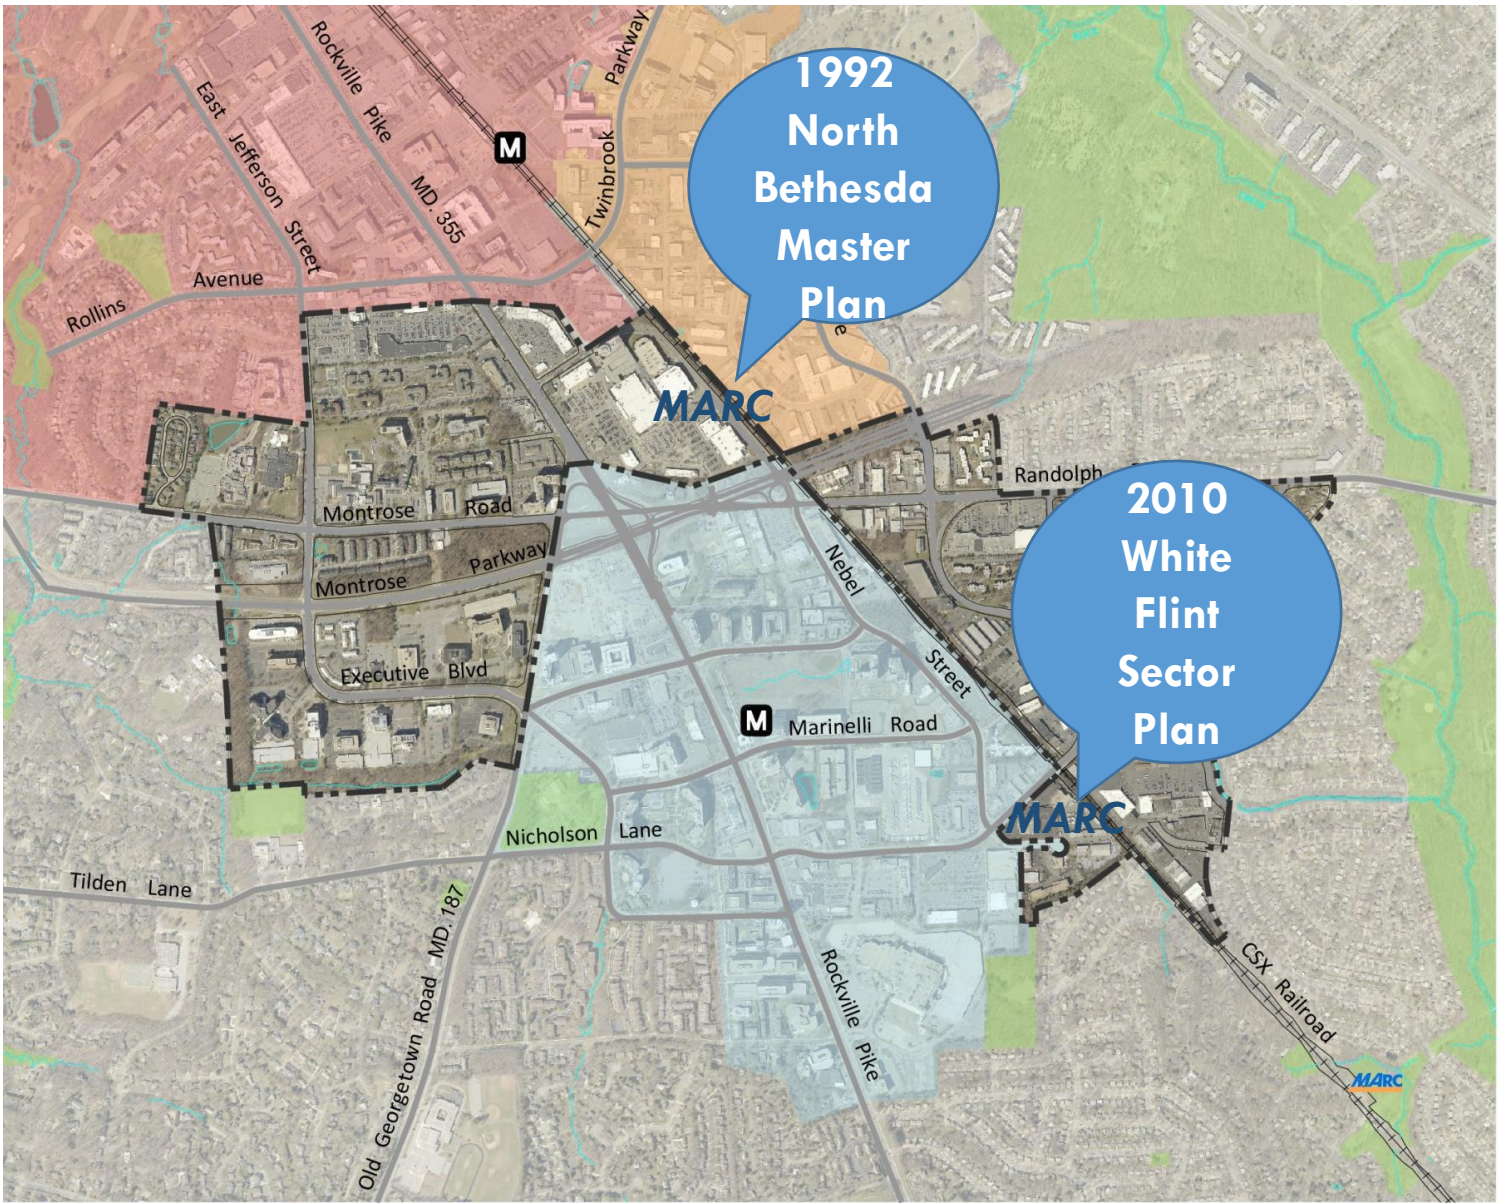 1992
North
Bethesda
Master
Plan
Rockville Pike
MD. 355
East Jefferson Street
Parkway
Twinbrook
M
Rollins Avenue
MARC
Randolph
2010
White
Flint
Sector
Plan
Montrose Road
Montrose Parkway
Nebel Street
Executive Blvd
M
Marinelli Road
MARC
Nicholson Lane
Tilden Lane
Old Georgetown Road MD. 187
Rockville Pike
CSX Railroad
MARC